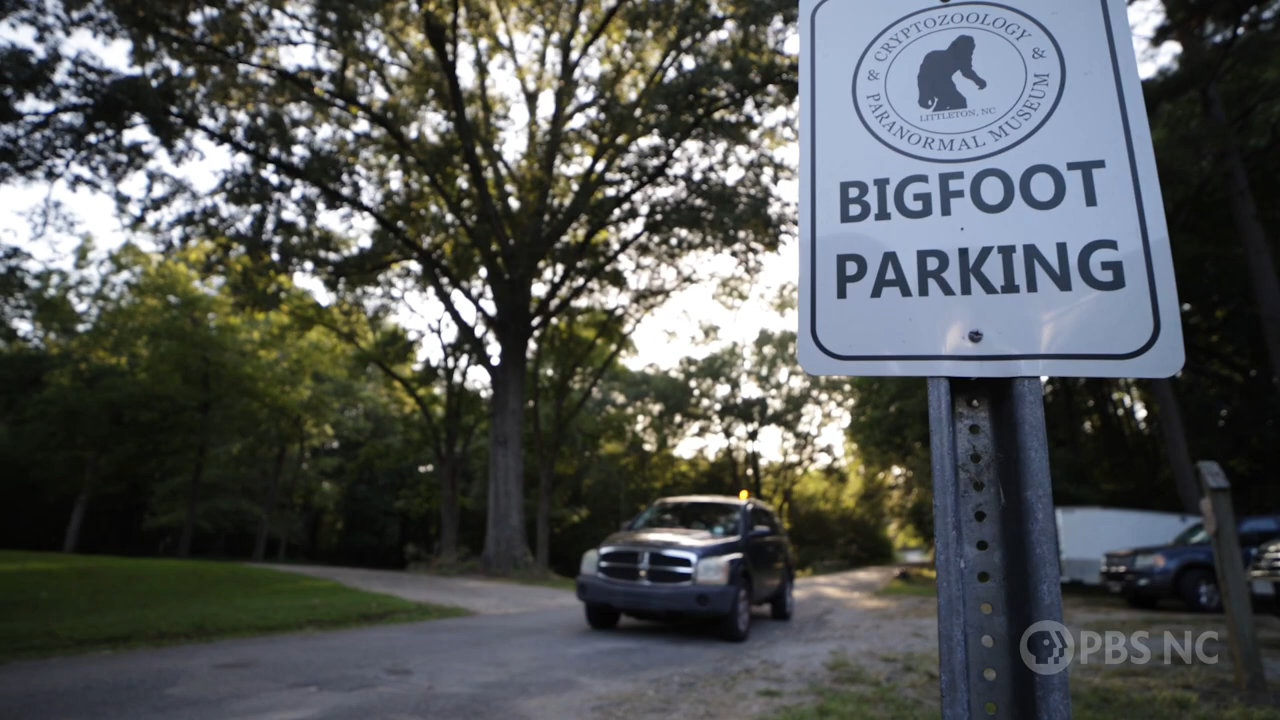 & CRYPTOZOOLOGY &
PARANORMAL MUSEUM
LITTLETON, NC
BIGFOOT
PARKING
PBS NC